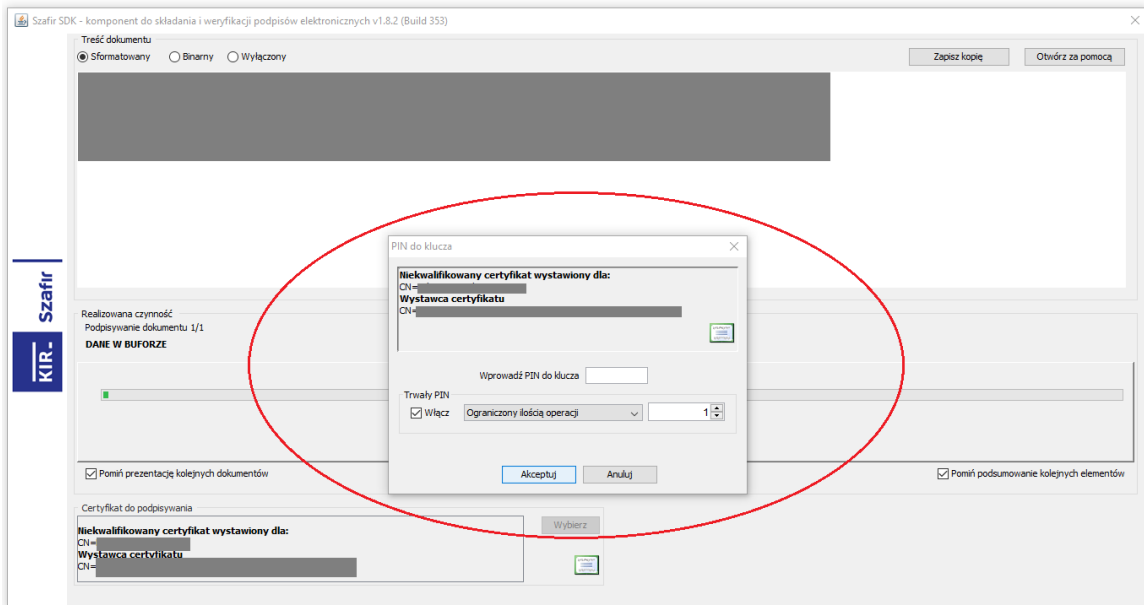 Szafir SDK - komponent do składania i weryfikacji podpisów elektronicznych v1.8.2 (Build 353)
Treść dokumentu
Sformatowany Binarny Wyłączony Zapisz kopię Otwórz za pomocą
PIN do klucza
Niekwalifikowany certyfikat wystawiony dla:
CN=
Wystawca certyfikatu
CN=
Wprowadź PIN do klucza
Trwały PIN
Włącz Ograniczony ilością operacji 1
Akceptuj Anuluj
KIR Szafir
Realizowana czynność
Podpisywanie dokumentu 1/1
DANE W BUFORZE
Pomiń prezentację kolejnych dokumentów Pomiń podsumowanie kolejnych elementów
Certyfikat do podpisywania
Niekwalifikowany certyfikat wystawiony dla: Wybierz
CN=
Wystawca certyfikatu
CN=